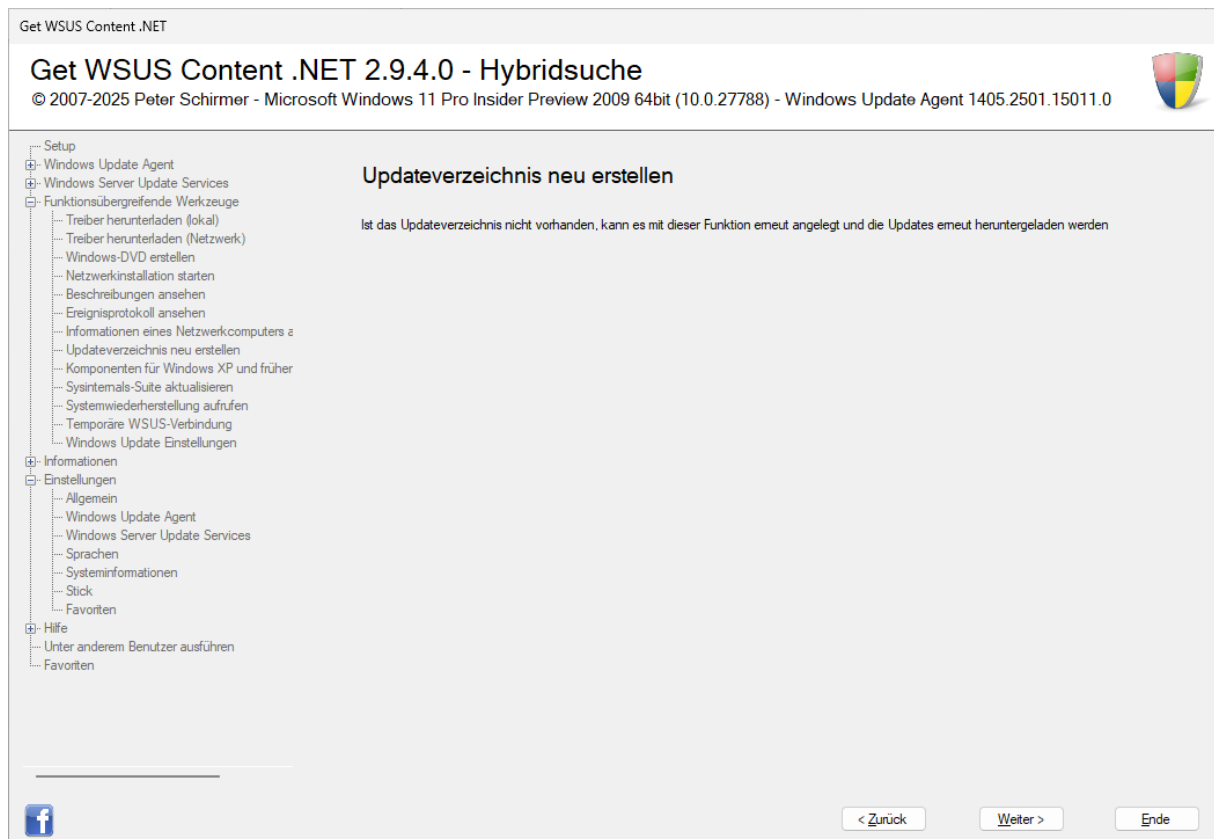 Get WSUS Content .NET
Get WSUS Content .NET 2.9.4.0 - Hybridsuche
© 2007-2025 Peter Schirmer - Microsoft Windows 11 Pro Insider Preview 2009 64bit (10.0.27788) - Windows Update Agent 1405.2501.15011.0
Setup
Windows Update Agent
Windows Server Update Services
Funktionsübergreifende Werkzeuge
Treiber herunterladen (lokal)
Treiber herunterladen (Netzwerk)
Windows-DVD erstellen
Netzwerkinstallation starten
Beschreibungen ansehen
Ereignisprotokoll ansehen
Informationen eines Netzwerkcomputers a
Updateverzeichnis neu erstellen
Komponenten für Windows XP und früher
Sysinternals-Suite aktualisieren
Systemwiederherstellung aufrufen
Temporäre WSUS-Verbindung
Windows Update Einstellungen
Informationen
Einstellungen
Allgemein
Windows Update Agent
Windows Server Update Services
Sprachen
Systeminformationen
Stick
Favoriten
Hilfe
Unter anderem Benutzer ausführen
Favoriten
Updateverzeichnis neu erstellen
Ist das Updateverzeichnis nicht vorhanden, kann es mit dieser Funktion erneut angelegt und die Updates erneut heruntergeladen werden
< Zurück
Weiter >
Ende